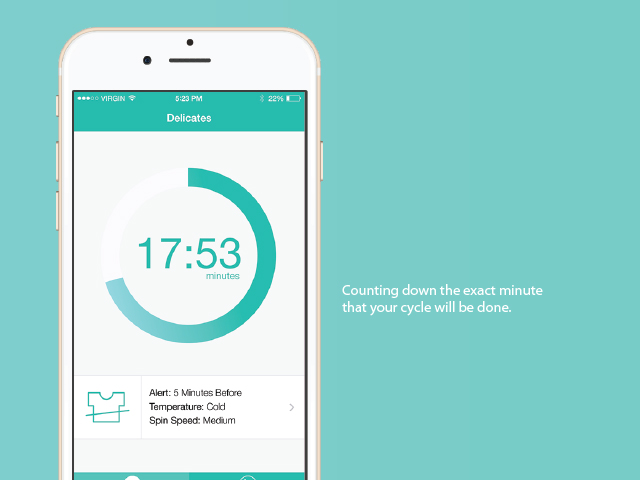 VIRGIN 5:23 PM 22%
Delicates
17:53
minutes
Counting down the exact minute
that your cycle will be done.
Alert: 5 Minutes Before
Temperature: Cold
Spin Speed: Medium